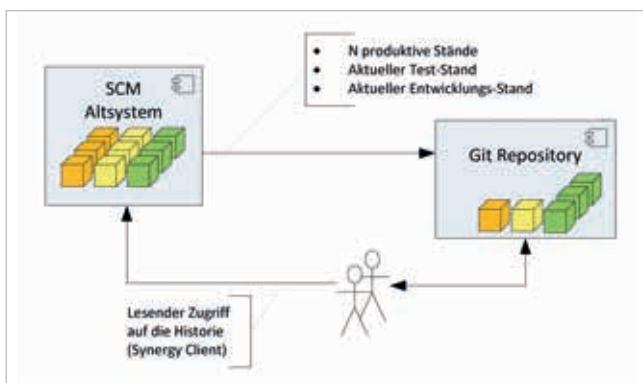 • N produktive Stände
• Aktueller Test-Stand
• Aktueller Entwicklungs-Stand
SCM
Altsystem
Git Repository
Lesender Zugriff
auf die Historie
(Synergy Client)